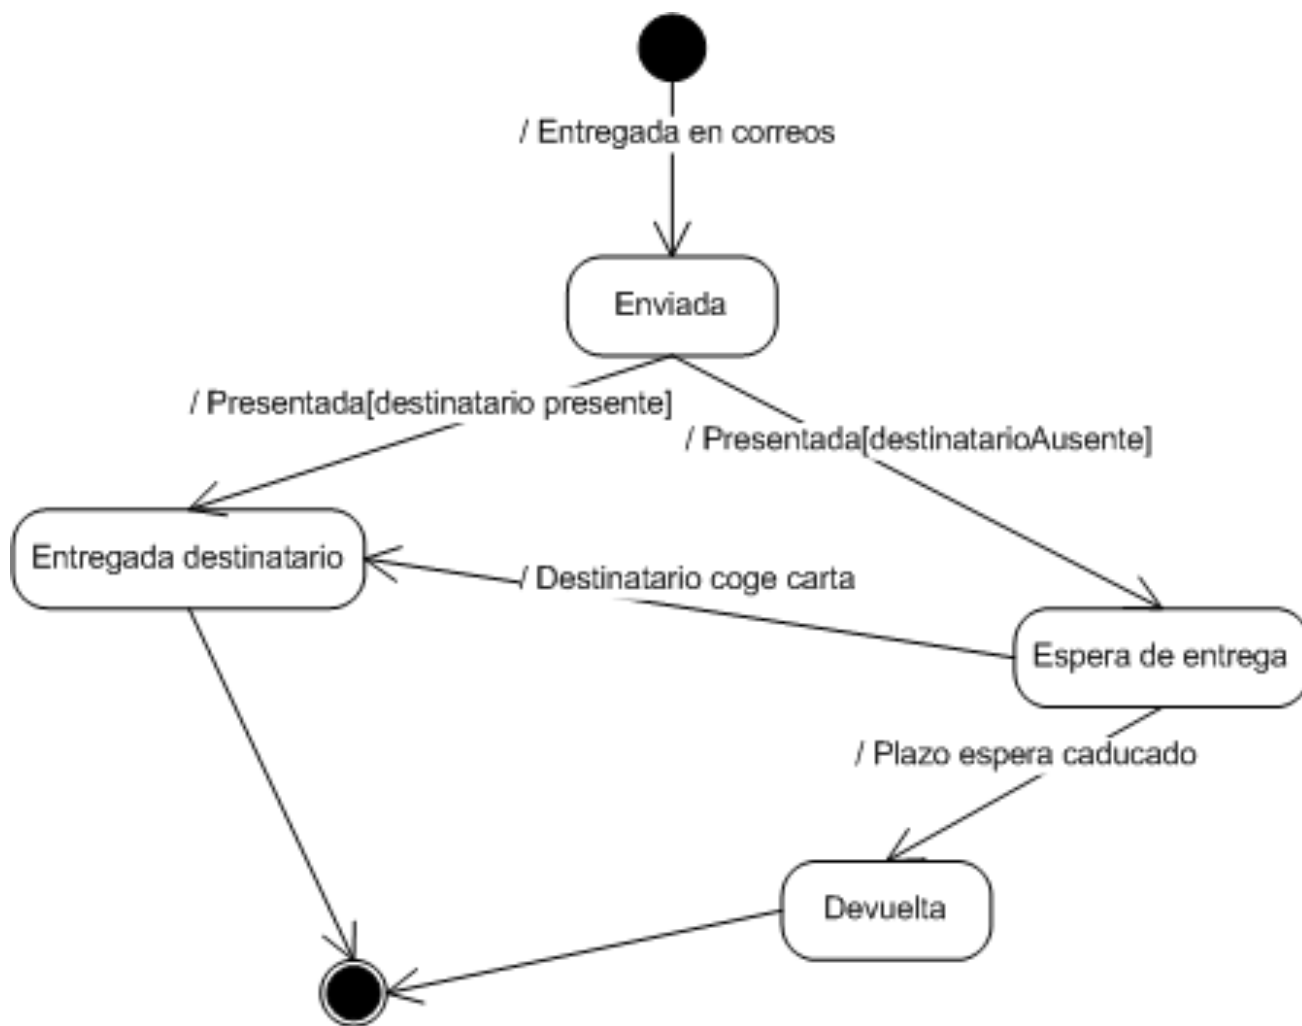 / Entregada en correos
Enviada
/ Presentada[destinatario presente]
/ Presentada[destinatarioAusente]
Entregada destinatario
/ Destinatario coge carta
Espera de entrega
/ Plazo espera caducado
Devuelta